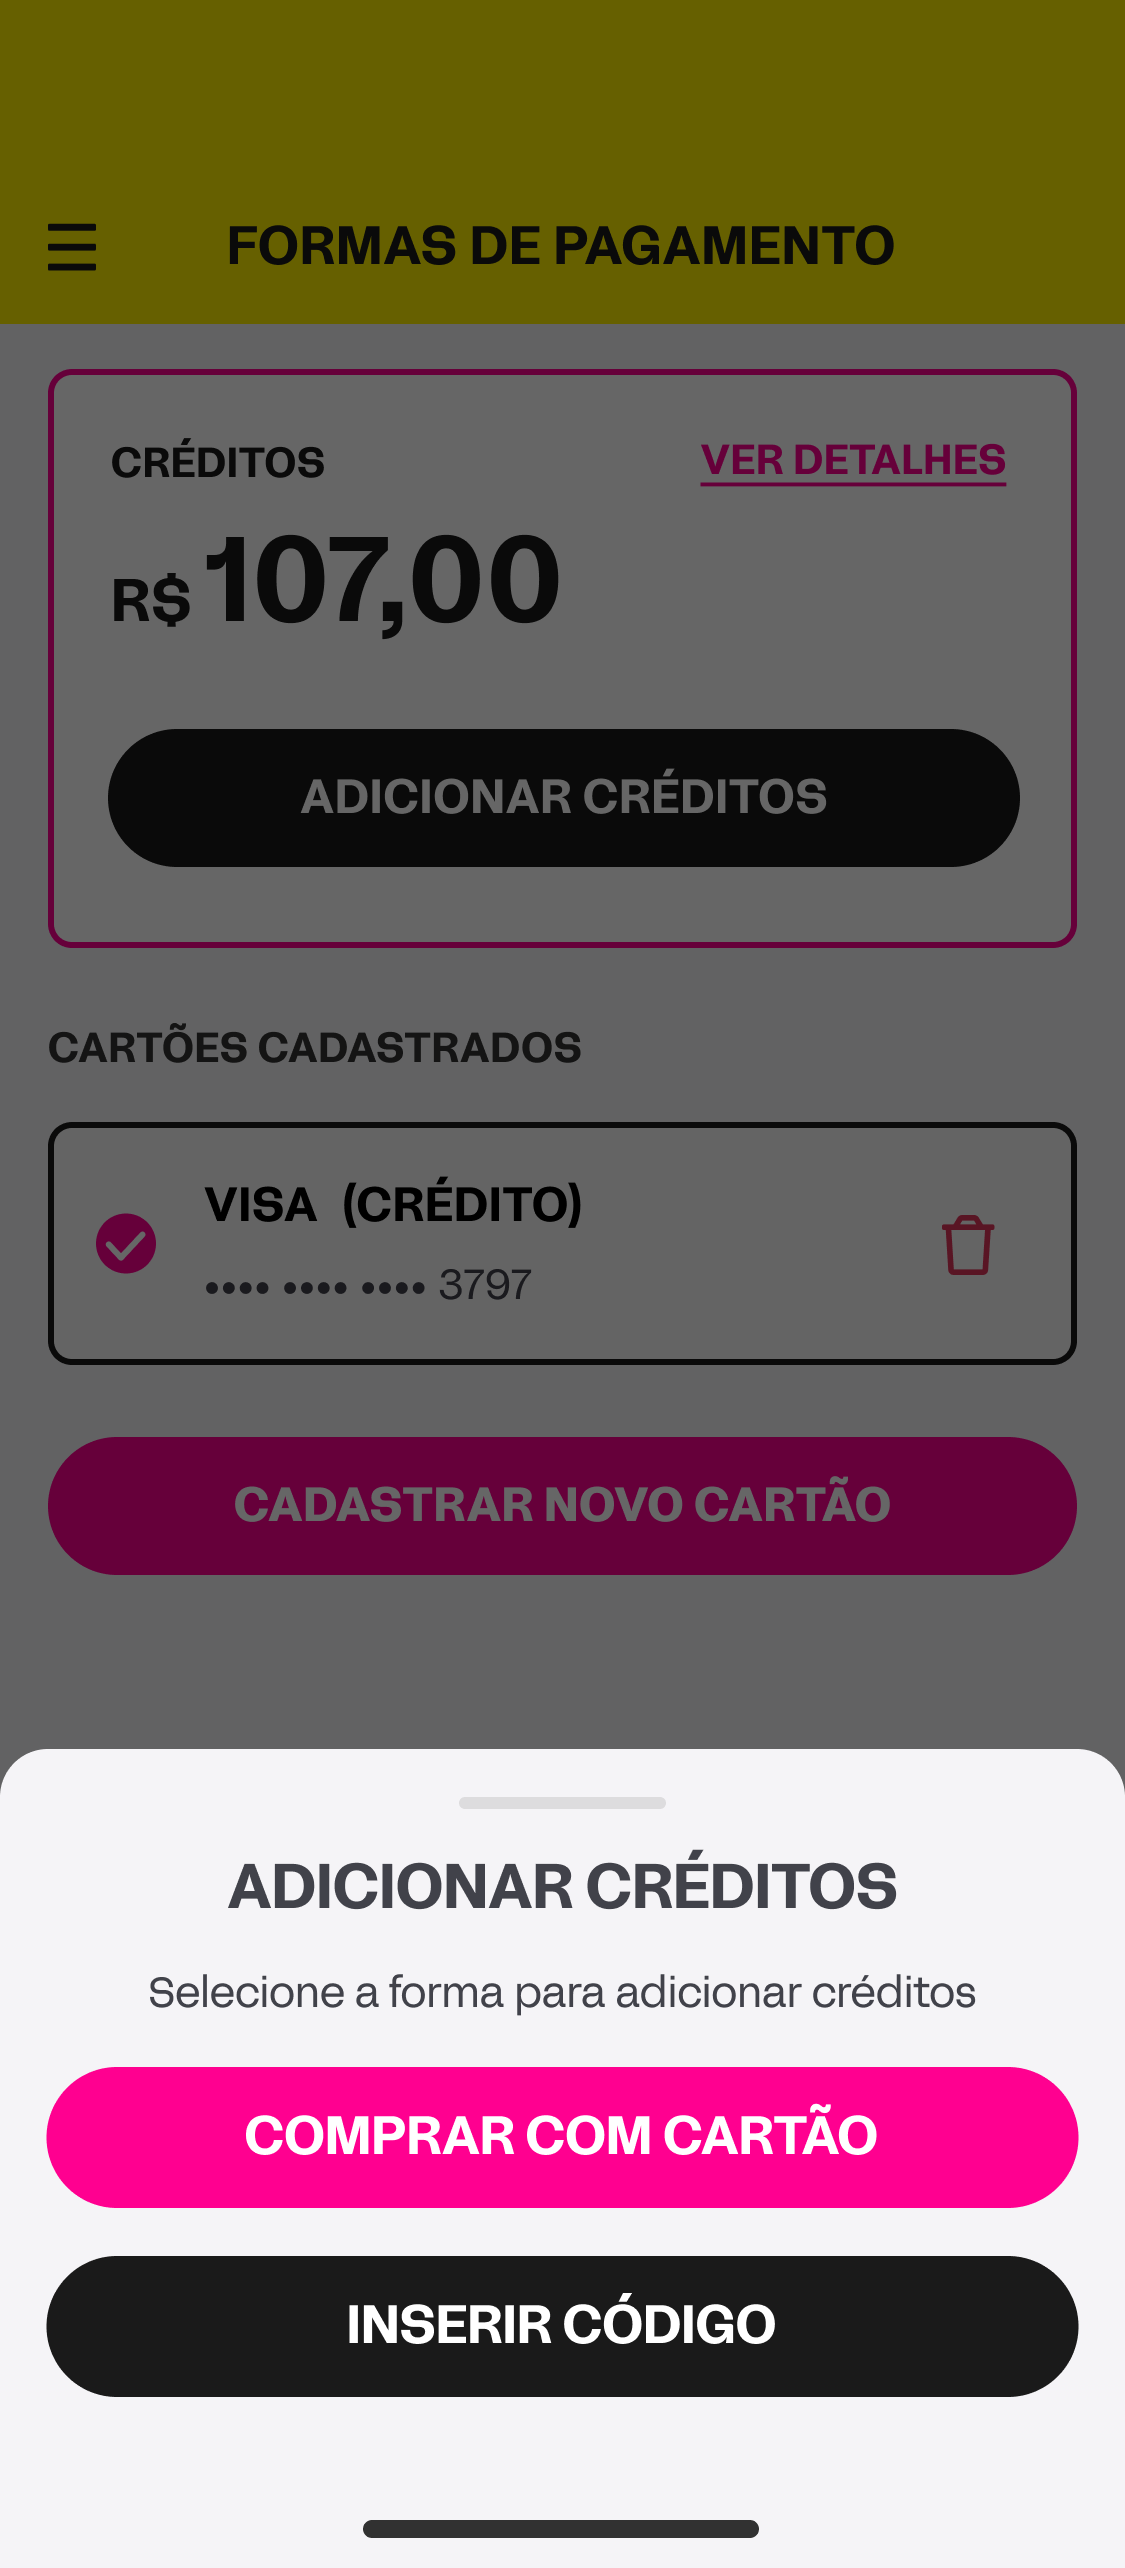 FORMAS DE PAGAMENTO
CRÉDITOS
VER DETALHES
R$ 107,00
ADICIONAR CRÉDITOS
CARTÕES CADASTRADOS
VISA (CRÉDITO)
•••• •••• •••• 3797
CADASTRAR NOVO CARTÃO
ADICIONAR CRÉDITOS
Selecione a forma para adicionar créditos
COMPRAR COM CARTÃO
INSERIR CÓDIGO